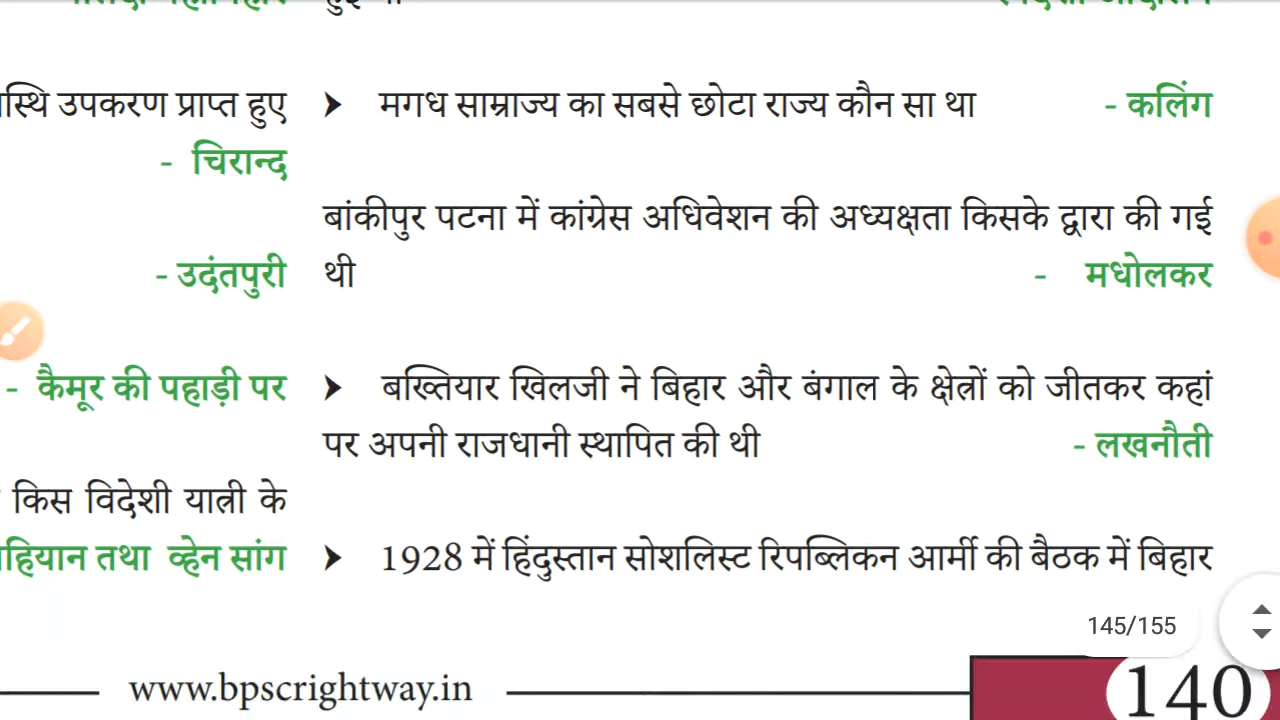 स्थि उपकरण प्राप्त हुए
- चिरान्द
- उदंतपुरी
- कैमूर की पहाड़ी पर
किस विदेशी यात्री के
हियान तथा व्हेन सांग
➤ मगध साम्राज्य का सबसे छोटा राज्य कौन सा था - कलिंग
बांकीपुर पटना में कांग्रेस अधिवेशन की अध्यक्षता किसके द्वारा की गई
थी - मधोलकर
➤ बख्तियार खिलजी ने बिहार और बंगाल के क्षेत्रों को जीतकर कहां
पर अपनी राजधानी स्थापित की थी - लखनौती
➤ 1928 में हिंदुस्तान सोशलिस्ट रिपब्लिकन आर्मी की बैठक में बिहार
145/155
www.bpscrightway.in
140